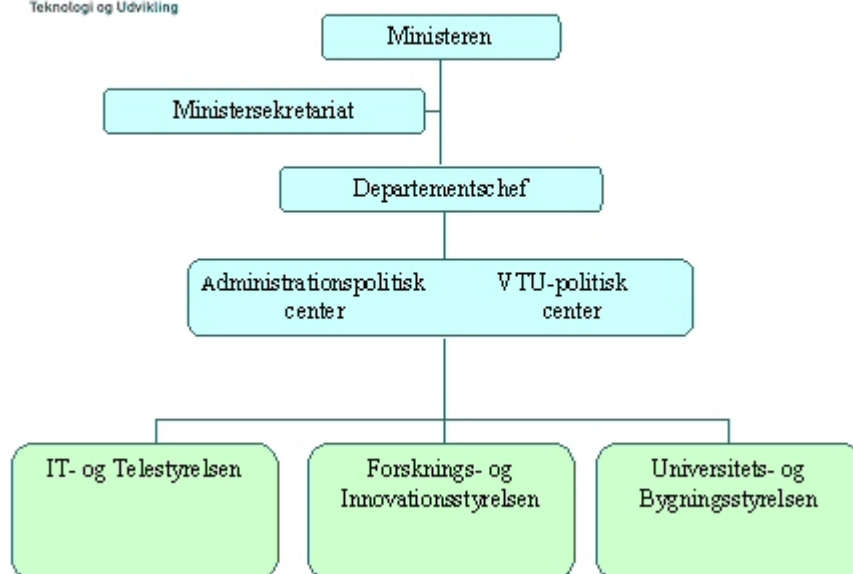 Teknologi og Udvikling
Ministeren
Ministersekretariat
Departementschef
Administrationspolitisk
center
VTU-politisk
center
IT- og Telestyrelsen
Forsknings- og
Innovationsstyrelsen
Universitets- og
Bygningsstyrelsen